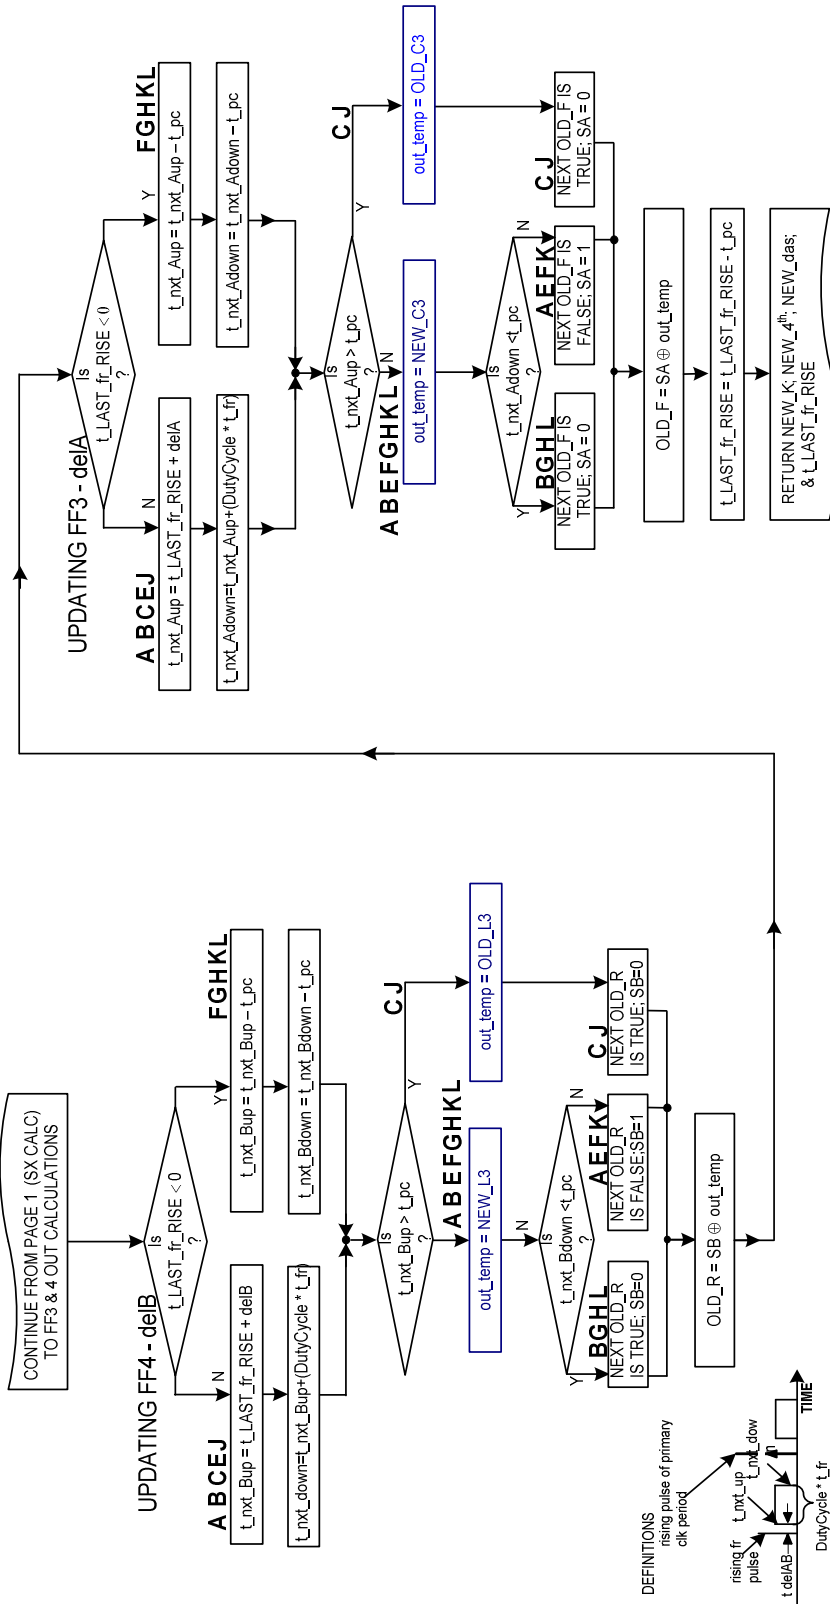 CONTINUE FROM PAGE 1 (SX CALC)
TO FF3 & 4 OUT CALCULATIONS
UPDATING FF4 - delB
Is
t_LAST_fr_RISE < 0
?
N
Y
A B C E J
t_nxt_Bup = t_LAST_fr_RISE + delB
t_nxt_down=t_nxt_Bup+(DutyCycle * t_fr)
F G H K L
t_nxt_Bup = t_nxt_Bup – t_pc
t_nxt_Bdown = t_nxt_Bdown – t_pc
Is
t_nxt_Bup > t_pc
?
Y
C J
N
A B E F G H K L
out_temp = NEW_L3
out_temp = OLD_L3
Is
t_nxt_Bdown <t_pc
?
Y
N
B G H L
NEXT OLD_R
IS TRUE; SB=0
A E F K
NEXT OLD_R
IS FALSE;SB=1
C J
NEXT OLD_R
IS TRUE; SB=0
OLD_R = SB ⊕ out_temp
DEFINITIONS
rising pulse of primary
clk period
rising fr
pulse
t_nxt_up
t_nxt_dow
n
t delAB
TIME
DutyCycle * t_fr
UPDATING FF3 - delA
Is
t_LAST_fr_RISE < 0
?
N
Y
A B C E J
t_nxt_Aup = t_LAST_fr_RISE + delA
t_nxt_Adown=t_nxt_Aup+(DutyCycle * t_fr)
F G H K L
t_nxt_Aup = t_nxt_Aup – t_pc
t_nxt_Adown = t_nxt_Adown – t_pc
Is
t_nxt_Aup > t_pc
?
Y
C J
N
A B E F G H K L
out_temp = NEW_C3
out_temp = OLD_C3
Is
t_nxt_Adown <t_pc
?
Y
N
B G H L
NEXT OLD_F IS
TRUE; SA = 0
A E F K
NEXT OLD_F IS
FALSE; SA = 1
C J
NEXT OLD_F IS
TRUE; SA = 0
OLD_F = SA ⊕ out_temp
t_LAST_fr_RISE = t_LAST_fr_RISE - t_pc
RETURN NEW_K; NEW_4th; NEW_das;
& t_LAST_fr_RISE